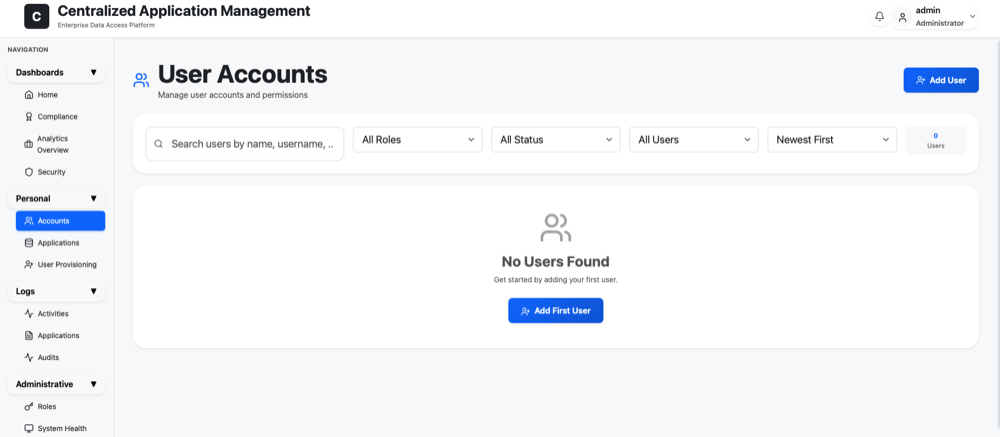 C
Centralized Application Management
Enterprise Data Access Platform
admin
Administrator
NAVIGATION
Dashboards ▼
Home
Compliance
Analytics
Overview
Security
Personal ▼
Accounts
Applications
User Provisioning
Logs ▼
Activities
Applications
Audits
Administrative ▼
Roles
System Health
User Accounts
Manage user accounts and permissions
Add User
Search users by name, username, ..
All Roles
All Status
All Users
Newest First
0
Users
No Users Found
Get started by adding your first user.
Add First User